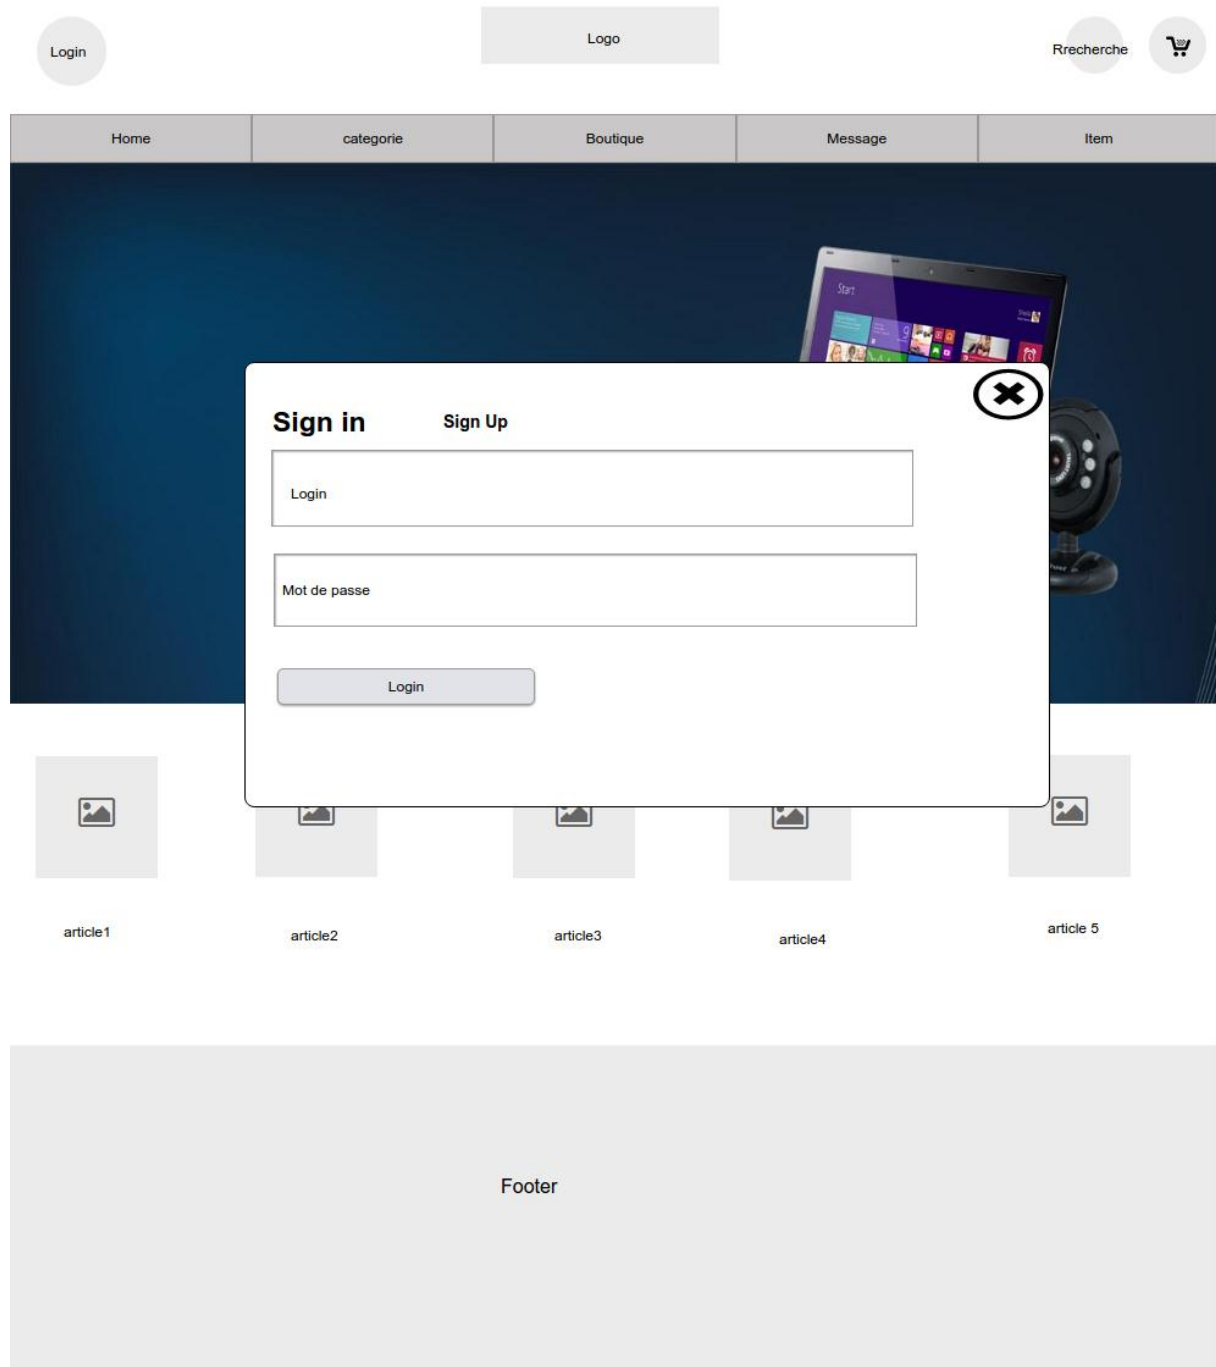 Login
Logo
Rrecherche
Home
categorie
Boutique
Message
Item
Start
Sign in
Sign Up
Login
Mot de passe
Login
article1
article2
article3
article4
article 5
Footer